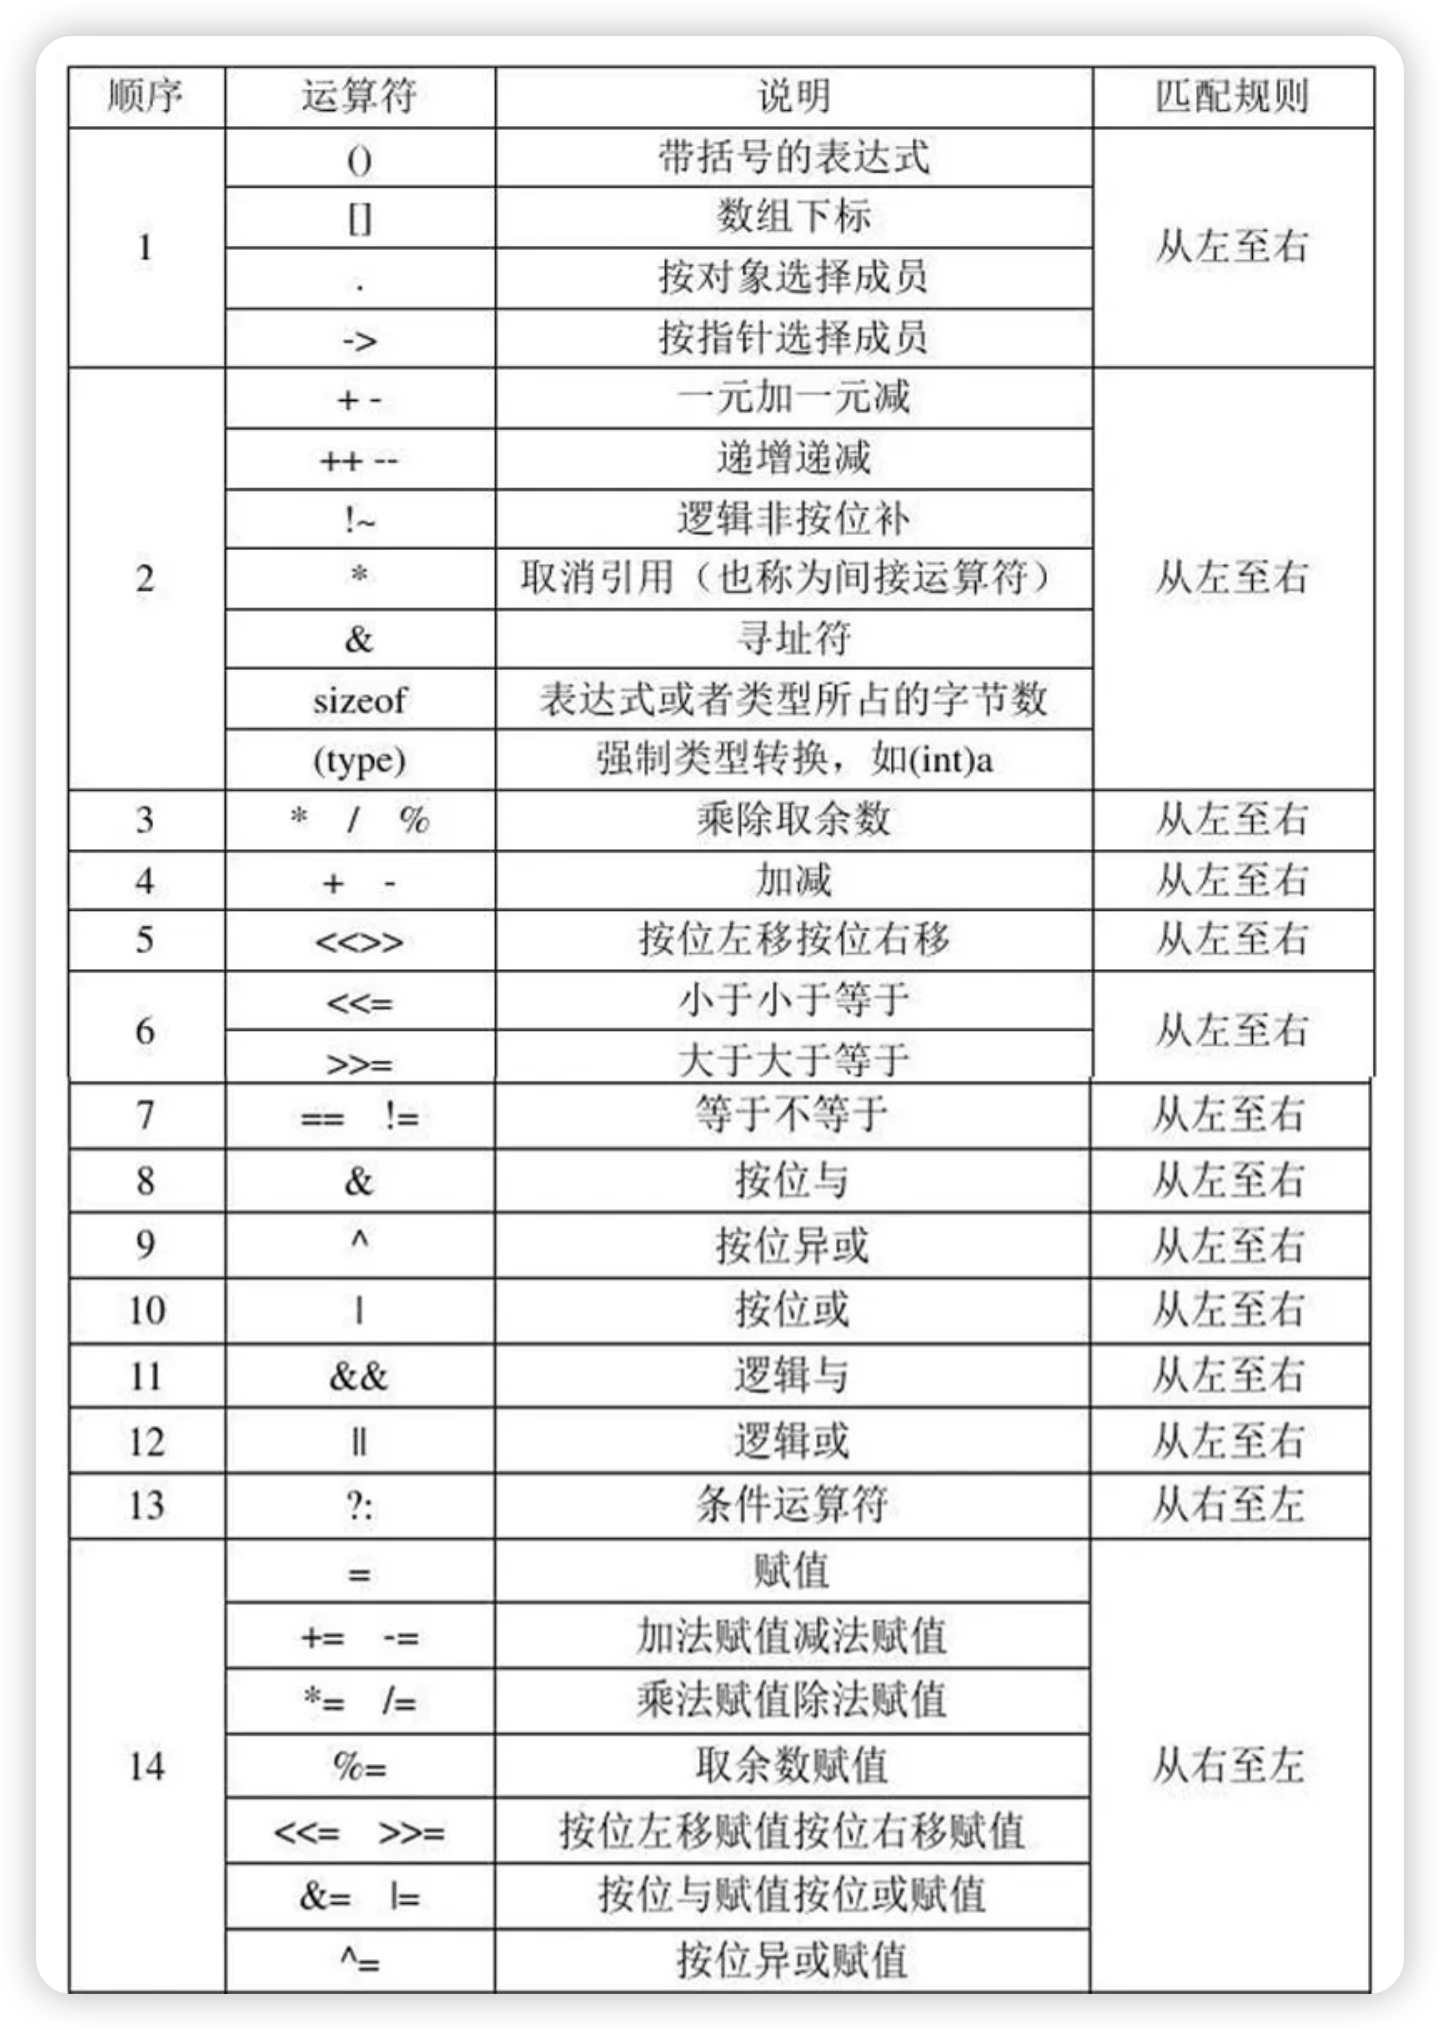 顺序 运算符 说明 匹配规则
1 () 带括号的表达式 从左至右
[] 数组下标
. 按对象选择成员
-> 按指针选择成员
2 + - 一元加一元减 从左至右
++ -- 递增递减
!~ 逻辑非按位补
* 取消引用（也称为间接运算符）
& 寻址符
sizeof 表达式或者类型所占的字节数
(type) 强制类型转换，如(int)a
3 * / % 乘除取余数 从左至右
4 + - 加减 从左至右
5 <<>> 按位左移按位右移 从左至右
6 <<= 小于小于等于 从左至右
>>= 大于大于等于
7 == != 等于不等于 从左至右
8 & 按位与 从左至右
9 ^ 按位异或 从左至右
10 | 按位或 从左至右
11 && 逻辑与 从左至右
12 || 逻辑或 从左至右
13 ?: 条件运算符 从右至左
14 = 赋值 从右至左
+= -= 加法赋值减法赋值
*= /= 乘法赋值除法赋值
%= 取余数赋值
<<= >>= 按位左移赋值按位右移赋值
&= |= 按位与赋值按位或赋值
^= 按位异或赋值